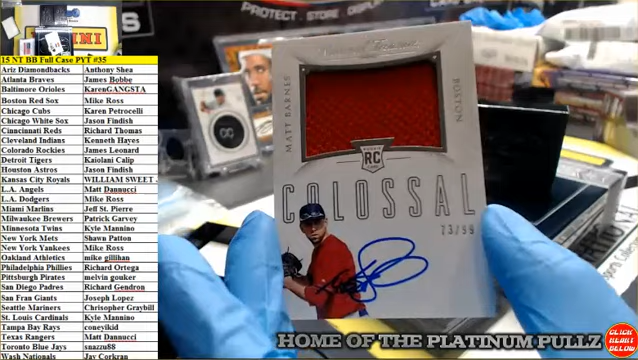 PROTECT · STORE · DISPLAY
PANINI
15 NT BB Full Case PYT #35
Ariz Diamondbacks Anthony Shea
Atlanta Braves James Bobbe
Baltimore Orioles KarenGANGSTA
Boston Red Sox Mike Ross
Chicago Cubs Karen Petrocelli
Chicago White Sox Jason Findish
Cincinnati Reds Richard Thomas
Cleveland Indians Kenneth Hayes
Colorado Rockies James Leonard
Detroit Tigers Kaiolani Calip
Houston Astros Jason Findish
Kansas City Royals WILLIAM SWEET J
L.A. Angels Matt Dannucci
L.A. Dodgers Mike Ross
Miami Marlins Jeff St. Pierre
Milwaukee Brewers Patrick Garvey
Minnesota Twins Kyle Mannino
New York Mets Shawn Patton
New York Yankees Mike Ross
Oakland Athletics mike gillihan
Philadelphia Phillies Richard Ortega
Pittsburgh Pirates melvin gouker
San Diego Padres Richard Gendron
San Fran Giants Joseph Lopez
Seattle Mariners Christopher Graybill
St. Louis Cardinals Kyle Mannino
Tampa Bay Rays coneykid
Texas Rangers Matt Dannucci
Toronto Blue Jays snazzu88
Wash Nationals Jay Corkran
MATT BARNES
BOSTON
RC
COLOSSAL
73/99
HOME OF THE PLATINUM PULLZ
CLICK
HEART
BELOW